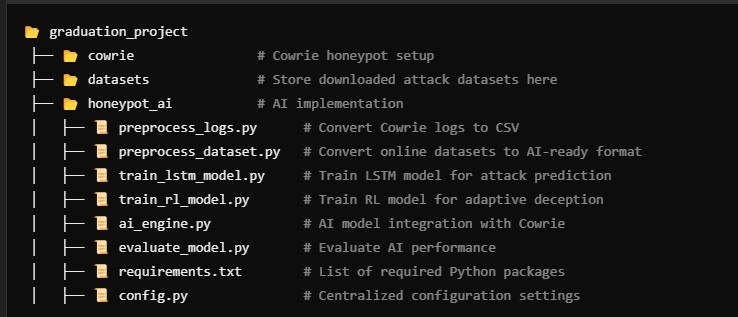 graduation_project
├── cowrie # Cowrie honeypot setup
├── datasets # Store downloaded attack datasets here
├── honeypot_ai # AI implementation
│ ├── preprocess_logs.py # Convert Cowrie logs to CSV
│ ├── preprocess_dataset.py # Convert online datasets to AI-ready format
│ ├── train_lstm_model.py # Train LSTM model for attack prediction
│ ├── train_rl_model.py # Train RL model for adaptive deception
│ ├── ai_engine.py # AI model integration with Cowrie
│ ├── evaluate_model.py # Evaluate AI performance
│ ├── requirements.txt # List of required Python packages
│ ├── config.py # Centralized configuration settings